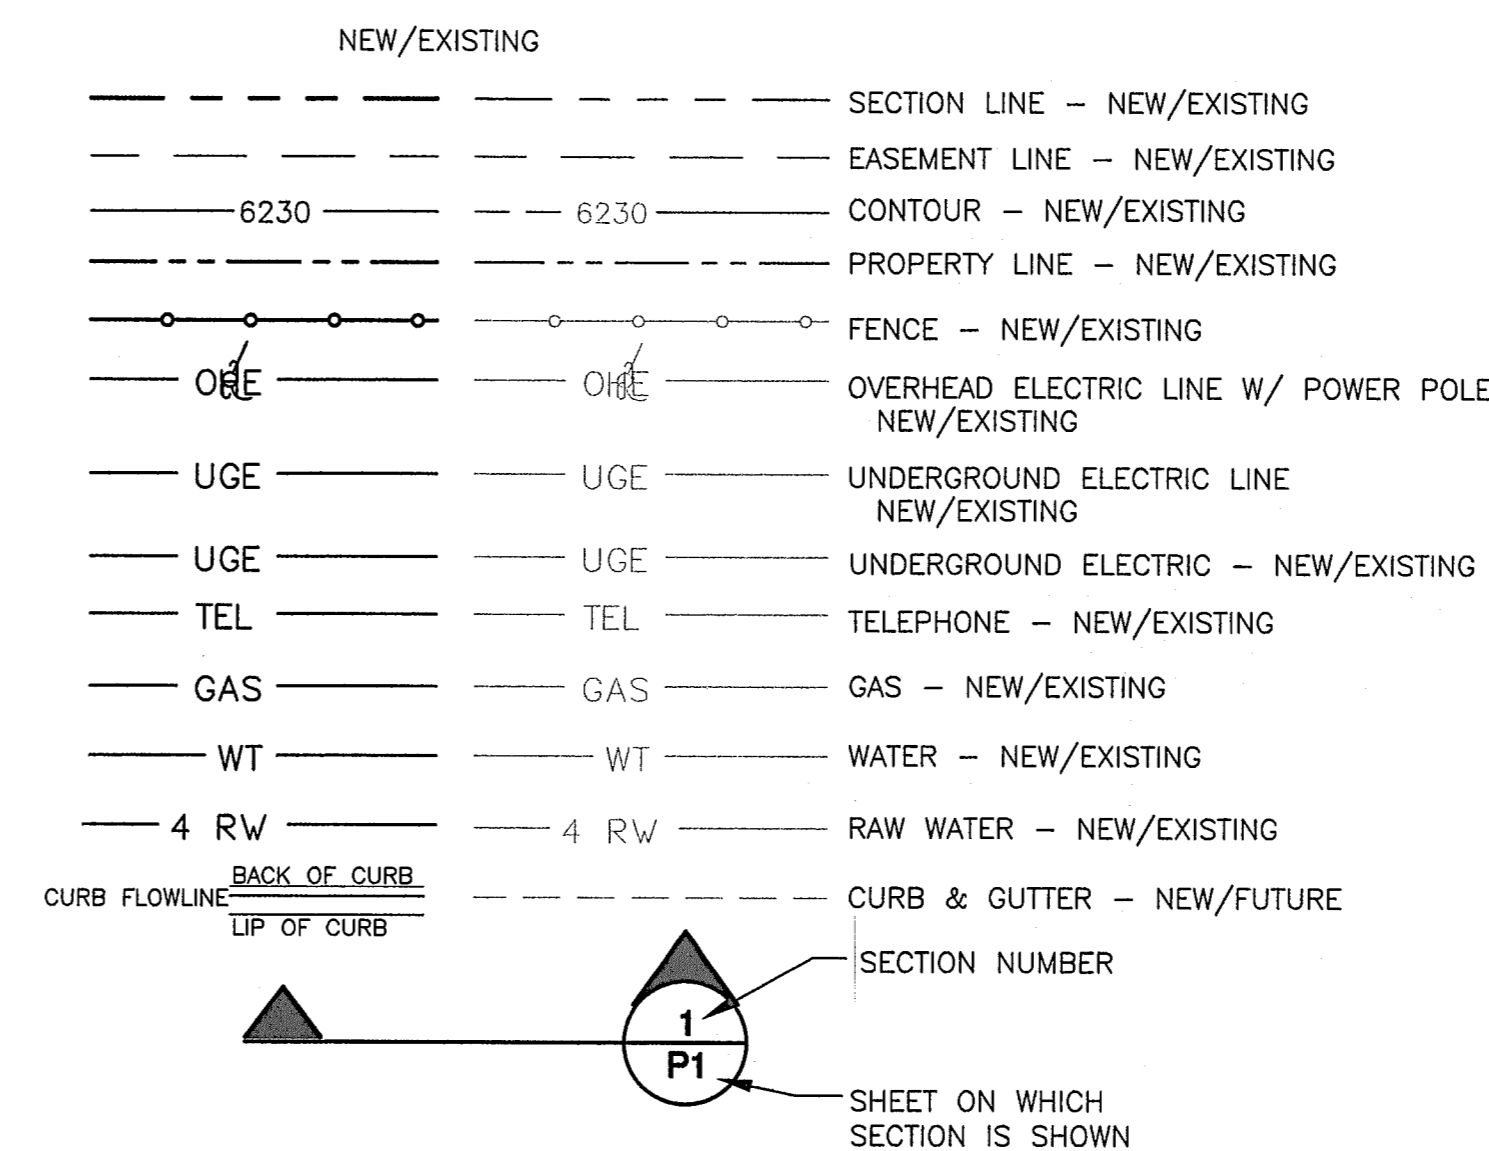 NEW/EXISTING
SECTION LINE – NEW/EXISTING
EASEMENT LINE – NEW/EXISTING
6230 6230 CONTOUR – NEW/EXISTING
PROPERTY LINE – NEW/EXISTING
FENCE – NEW/EXISTING
OHE OHE OVERHEAD ELECTRIC LINE W/ POWER POLE
NEW/EXISTING
UGE UGE UNDERGROUND ELECTRIC LINE
NEW/EXISTING
UGE UGE UNDERGROUND ELECTRIC – NEW/EXISTING
TEL TEL TELEPHONE – NEW/EXISTING
GAS GAS GAS – NEW/EXISTING
WT WT WATER – NEW/EXISTING
4 RW 4 RW RAW WATER – NEW/EXISTING
BACK OF CURB
CURB FLOWLINE CURB & GUTTER – NEW/FUTURE
LIP OF CURB
SECTION NUMBER
1
P1
SHEET ON WHICH
SECTION IS SHOWN